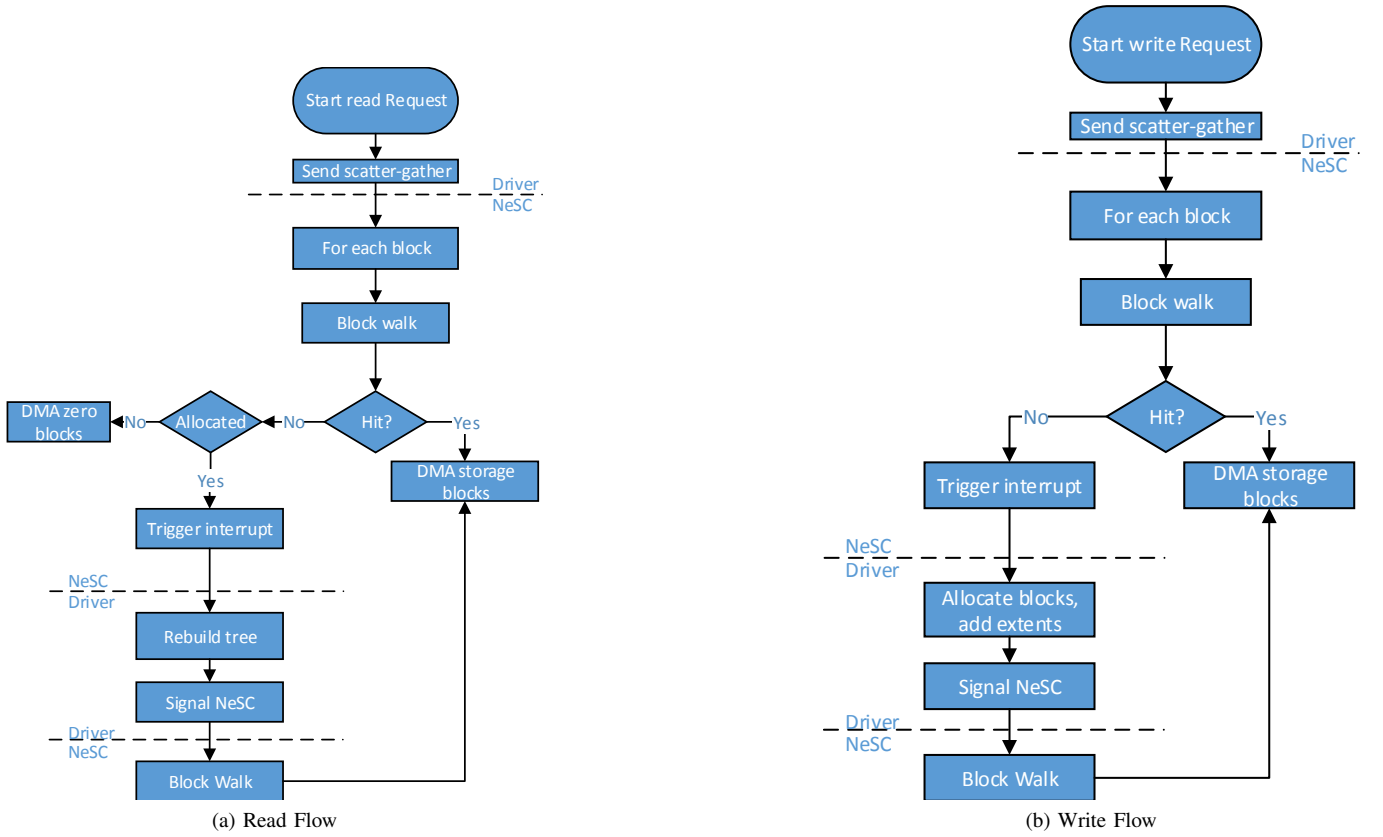 Start read Request
Send scatter-gather
Driver
NeSC
For each block
Block walk
Hit?
No
Yes
Allocated
No
Yes
DMA zero
blocks
DMA storage
blocks
Trigger interrupt
NeSC
Driver
Rebuild tree
Signal NeSC
Driver
NeSC
Block Walk
(a) Read Flow
Start write Request
Send scatter-gather
Driver
NeSC
For each block
Block walk
Hit?
No
Yes
Trigger interrupt
DMA storage
blocks
NeSC
Driver
Allocate blocks,
add extents
Signal NeSC
Driver
NeSC
Block Walk
(b) Write Flow